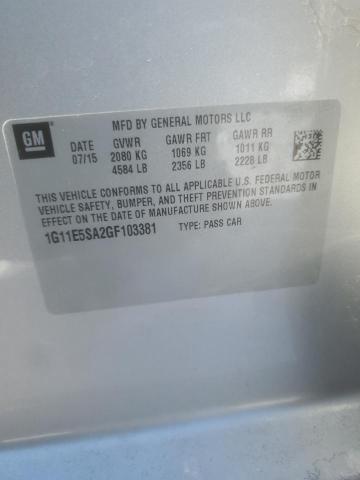 MFD BY GENERAL MOTORS LLC
GM
DATE GVWR GAWR FRT GAWR RR
07/15 2080 KG 1069 KG 1011 KG
4584 LB 2356 LB 2228 LB
THIS VEHICLE CONFORMS TO ALL APPLICABLE U.S. FEDERAL MOTOR
VEHICLE SAFETY, BUMPER, AND THEFT PREVENTION STANDARDS IN
EFFECT ON THE DATE OF MANUFACTURE SHOWN ABOVE.
1G11E5SA2GF103381 TYPE: PASS CAR